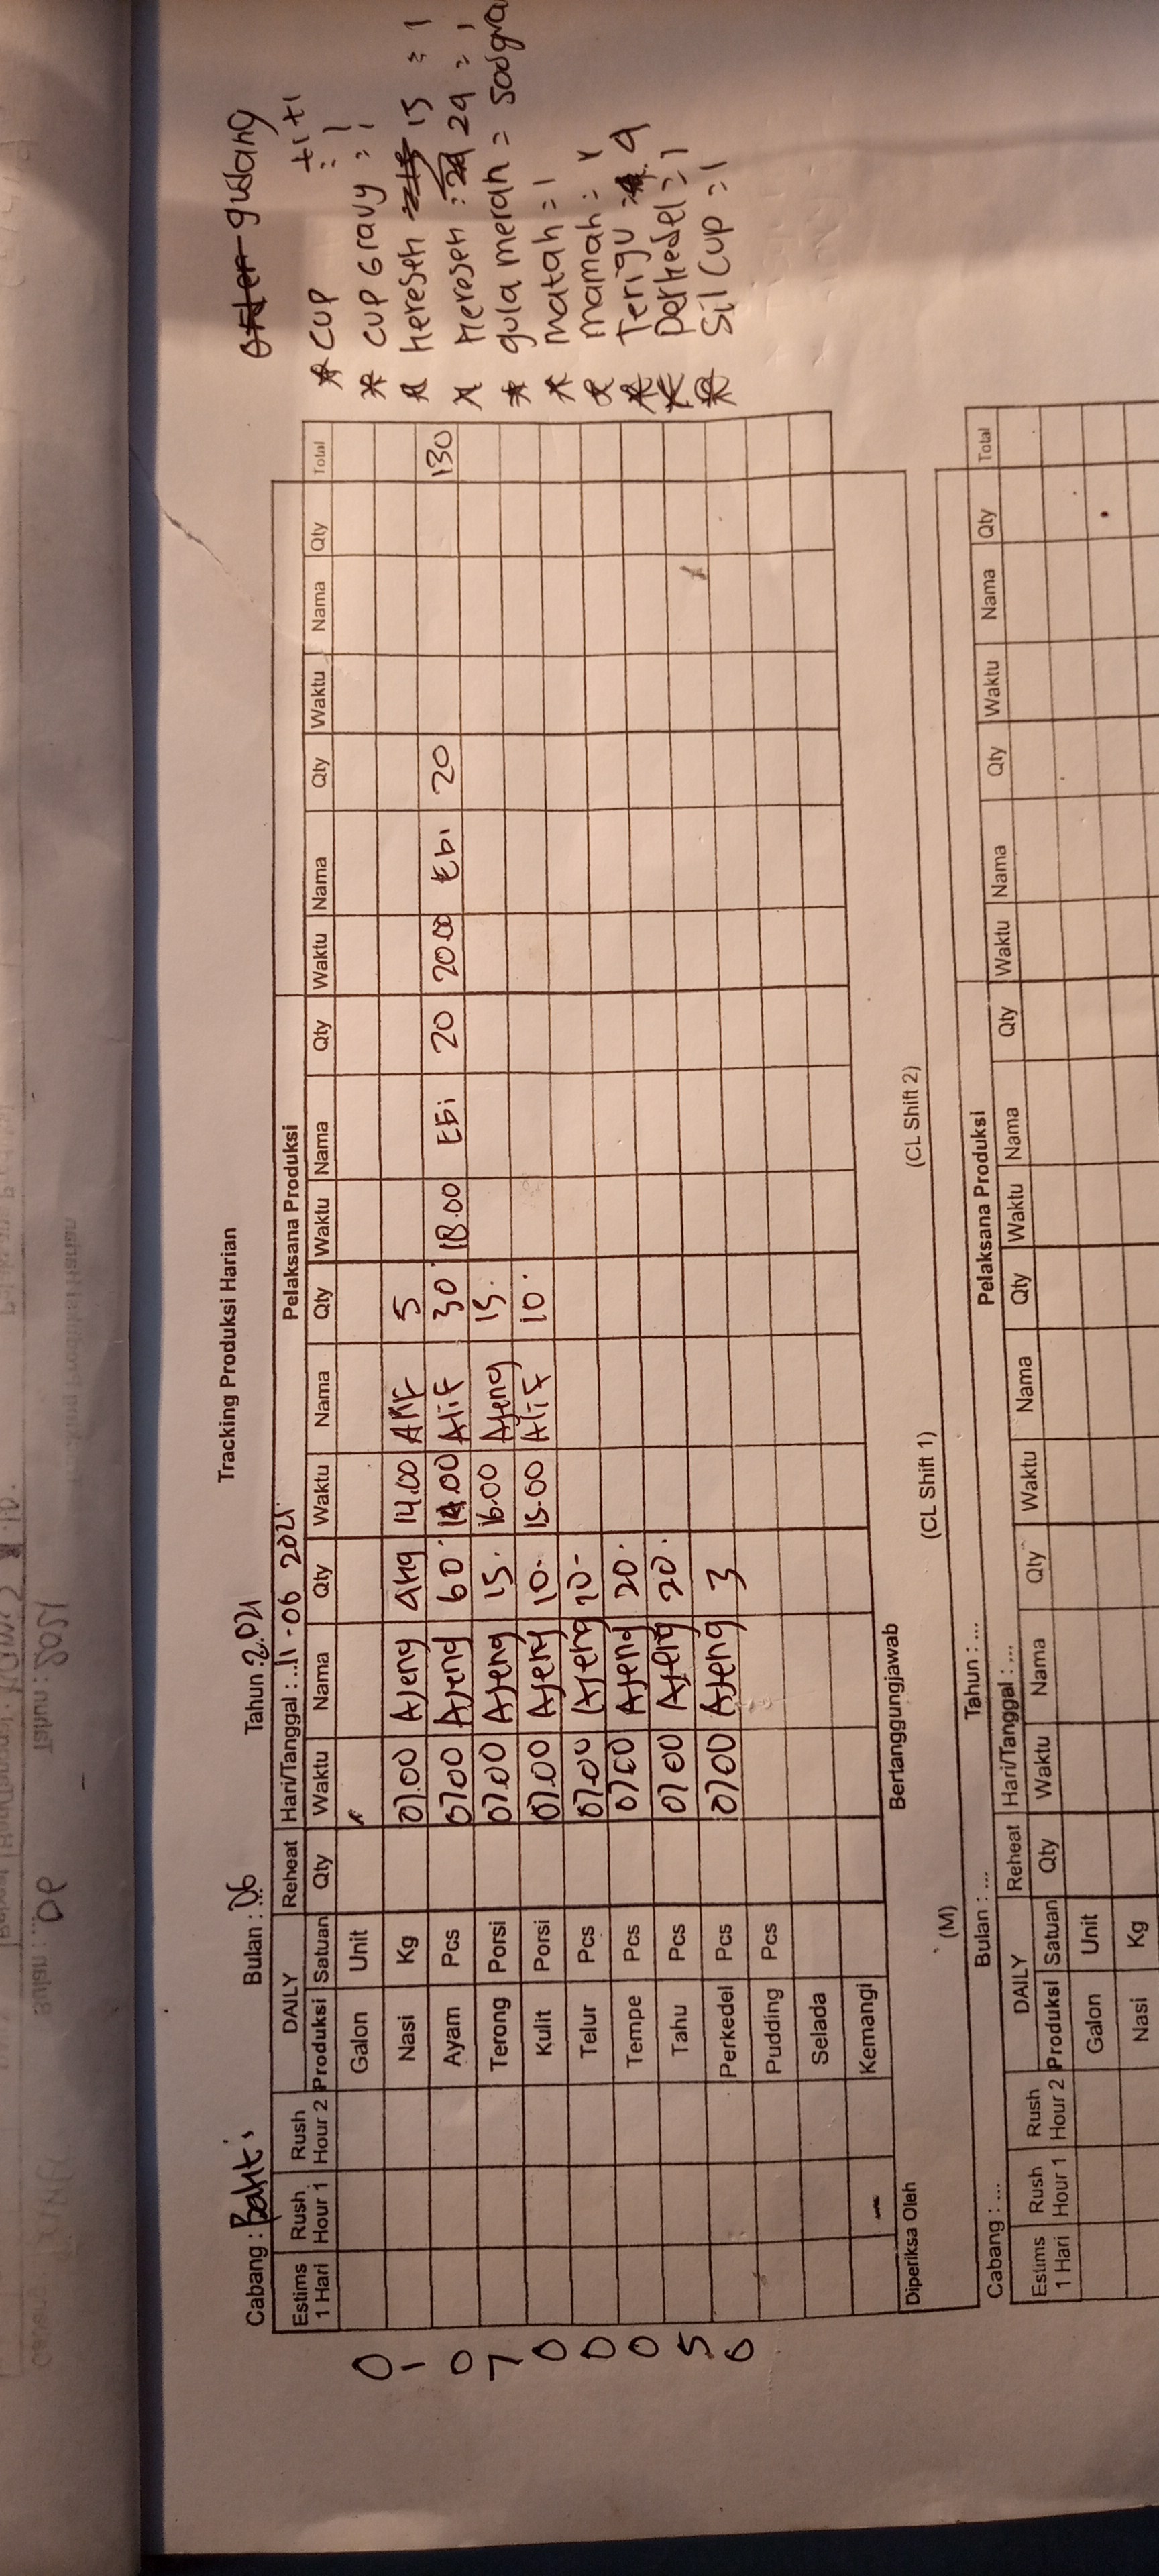 Tracking Produksi Harian
Cabang : Bakti Bulan : 06 Tahun : 2021
DAILY Reheat Hari/Tanggal : 11-06 2021 Pelaksana Produksi
Estims 1 Hari Rush Hour 1 Rush Hour 2 Produksi Satuan Qty Waktu Nama Qty Waktu Nama Qty Waktu Nama Qty Waktu Nama Qty Waktu Nama Qty Total
0 Galon Unit
1 Nasi Kg 07.00 Ajeng 4kg 14.00 Alif 5
0 Ayam Pcs 07.00 Ajeng 60. 14.00 Alif 30. 18.00 Ebi 20 20.00 Ebi 20 130
7 Terong Porsi 07.00 Ajeng 15. 16.00 Ajeng 15.
0 Kulit Porsi 07.00 Ajeng 10. 15.00 Alif 10.
0 Telur Pcs 07.00 Ajeng 20-
0 Tempe Pcs 07.00 Ajeng 20.
5 Tahu Pcs 07.00 Ajeng 20.
0 Perkedel Pcs 07.00 Ajeng 3
Pudding Pcs
Selada
Kemangi
Diperiksa Oleh Bertanggungjawab
(M) (CL Shift 1) (CL Shift 2)
gudang
* CUP = 1 +1+1
* CUP Gravy = 1
* kresek 15 = 1
* kresek 24 = 1
* gula merah =
* matah = 1
* mamah =
* Terigu = 9
* perkedel = 1
* Sil Cup = 1
Cabang : ... Bulan : ... Tahun : ...
DAILY Reheat Hari/Tanggal : ... Pelaksana Produksi
Estims 1 Hari Rush Hour 1 Rush Hour 2 Produksi Satuan Qty Waktu Nama Qty Waktu Nama Qty Waktu Nama Qty Waktu Nama Qty Waktu Nama Qty Total
Galon Unit
Nasi Kg